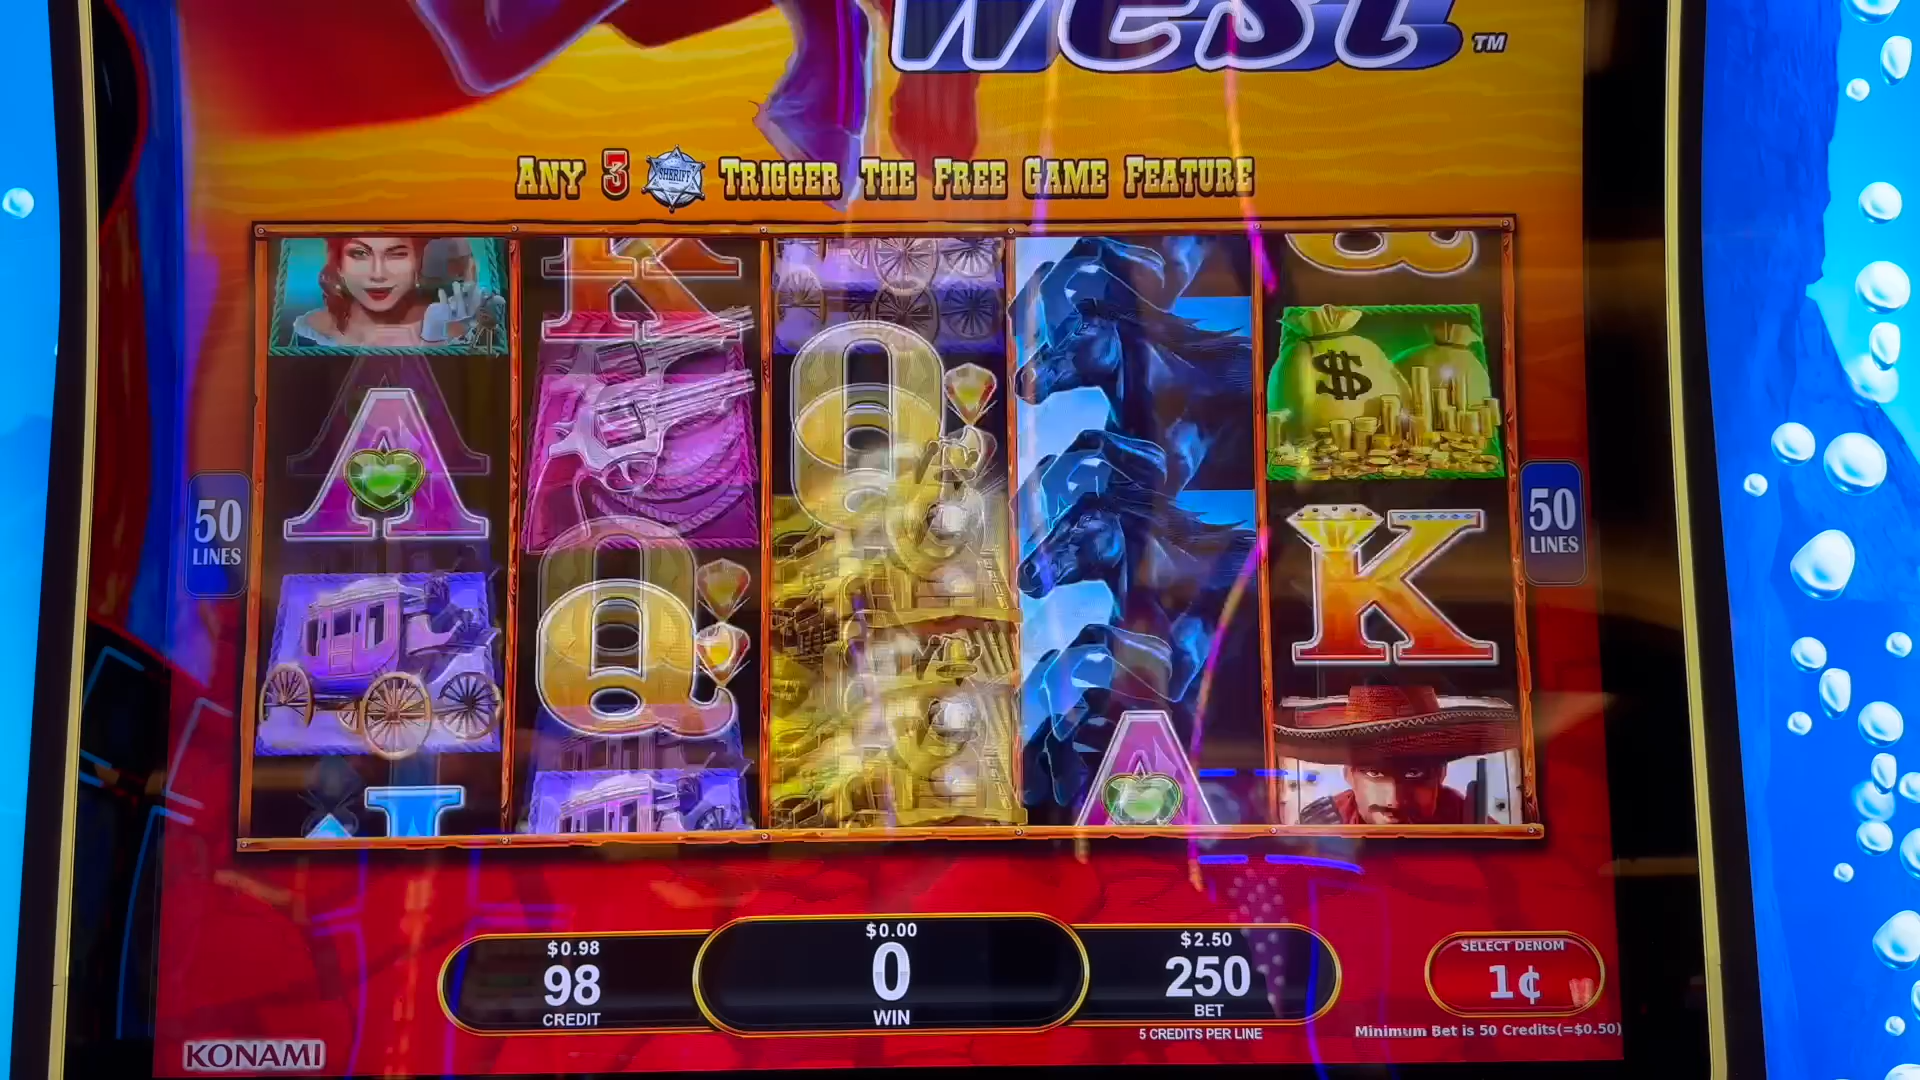 WEST™
ANY 3 SHERIFF TRIGGER THE FREE GAME FEATURE
K
Q
A
Q
$
50
LINES
50
LINES
K
Q
A
J
$0.98
98
CREDIT
$0.00
0
WIN
$2.50
250
BET
5 CREDITS PER LINE
SELECT DENOM
1¢
Minimum Bet is 50 Credits(=$0.50)
KONAMI